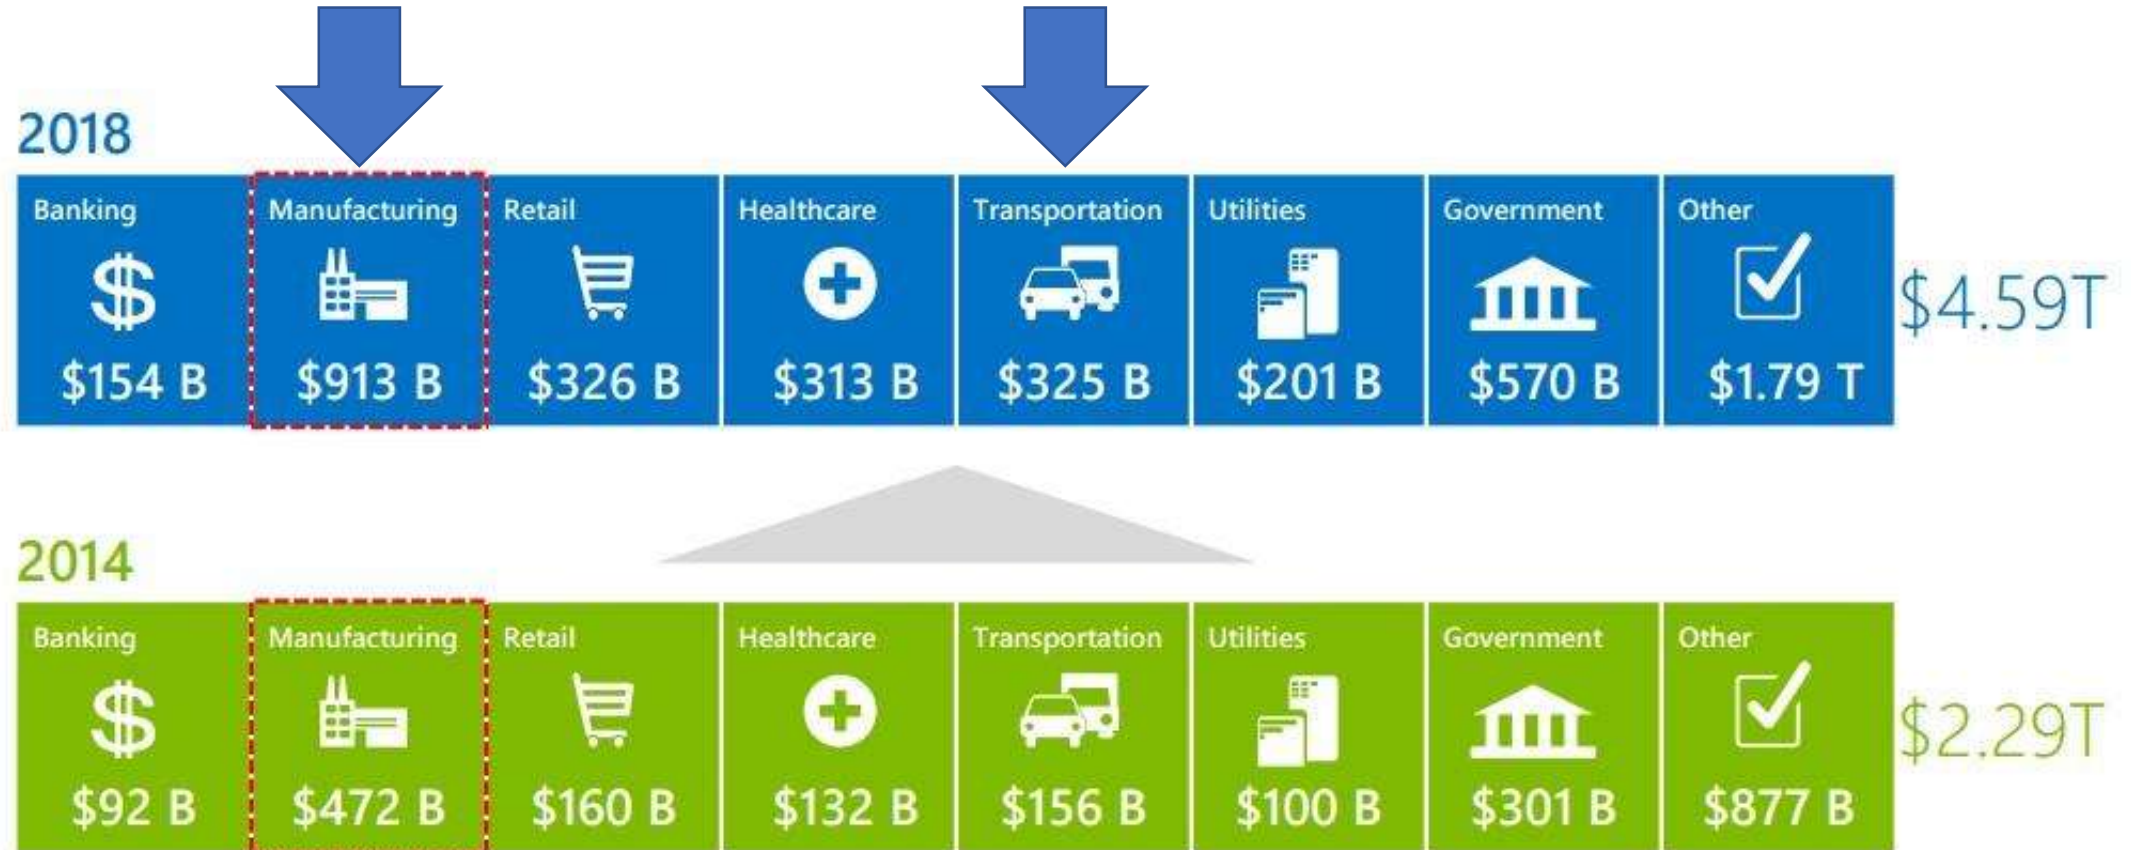 2018
Banking Manufacturing Retail Healthcare Transportation Utilities Government Other
$154 B $913 B $326 B $313 B $325 B $201 B $570 B $1.79 T
$4.59T
2014
Banking Manufacturing Retail Healthcare Transportation Utilities Government Other
$92 B $472 B $160 B $132 B $156 B $100 B $301 B $877 B
$2.29T